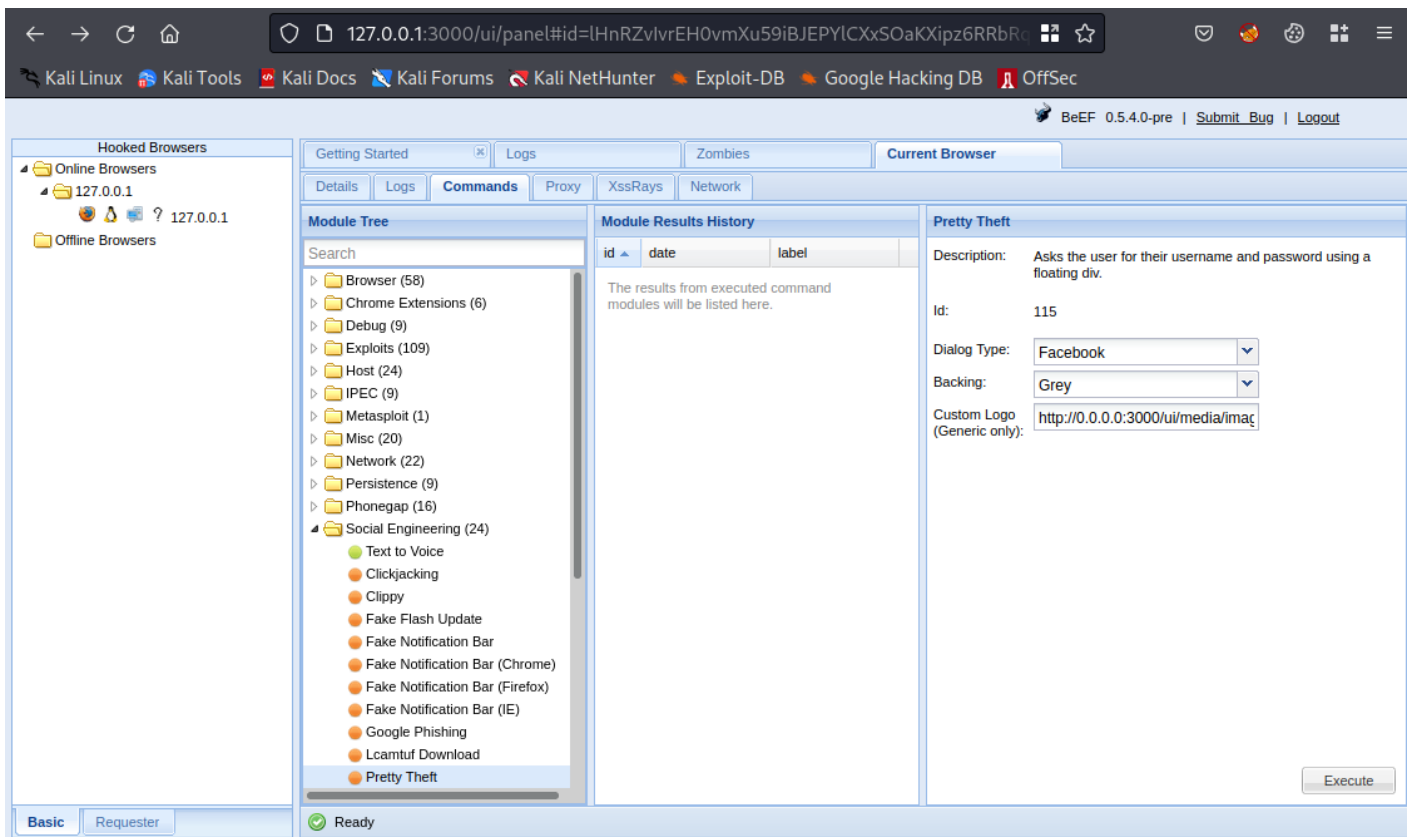 127.0.0.1:3000/ui/panel#id=
Kali Linux Kali Tools Kali Docs Kali Forums Kali NetHunter Exploit-DB Google Hacking DB OffSec
BeEF 0.5.4.0-pre | Submit Bug | Logout
Hooked Browsers
Online Browsers
127.0.0.1
? 127.0.0.1
Offline Browsers
Basic Requester
Getting Started Logs Zombies Current Browser
Details Logs Commands Proxy XssRays Network
Module Tree
Search
Browser (58)
Chrome Extensions (6)
Debug (9)
Exploits (109)
Host (24)
IPEC (9)
Metasploit (1)
Misc (20)
Network (22)
Persistence (9)
Phonegap (16)
Social Engineering (24)
Text to Voice
Clickjacking
Clippy
Fake Flash Update
Fake Notification Bar
Fake Notification Bar (Chrome)
Fake Notification Bar (Firefox)
Fake Notification Bar (IE)
Google Phishing
Lcamtuf Download
Pretty Theft
Module Results History
id date label
The results from executed command
modules will be listed here.
Pretty Theft
Description: Asks the user for their username and password using a
floating div.
Id: 115
Dialog Type: Facebook
Backing: Grey
Custom Logo
(Generic only): http://0.0.0.0:3000/ui/media/imag
Execute
Ready